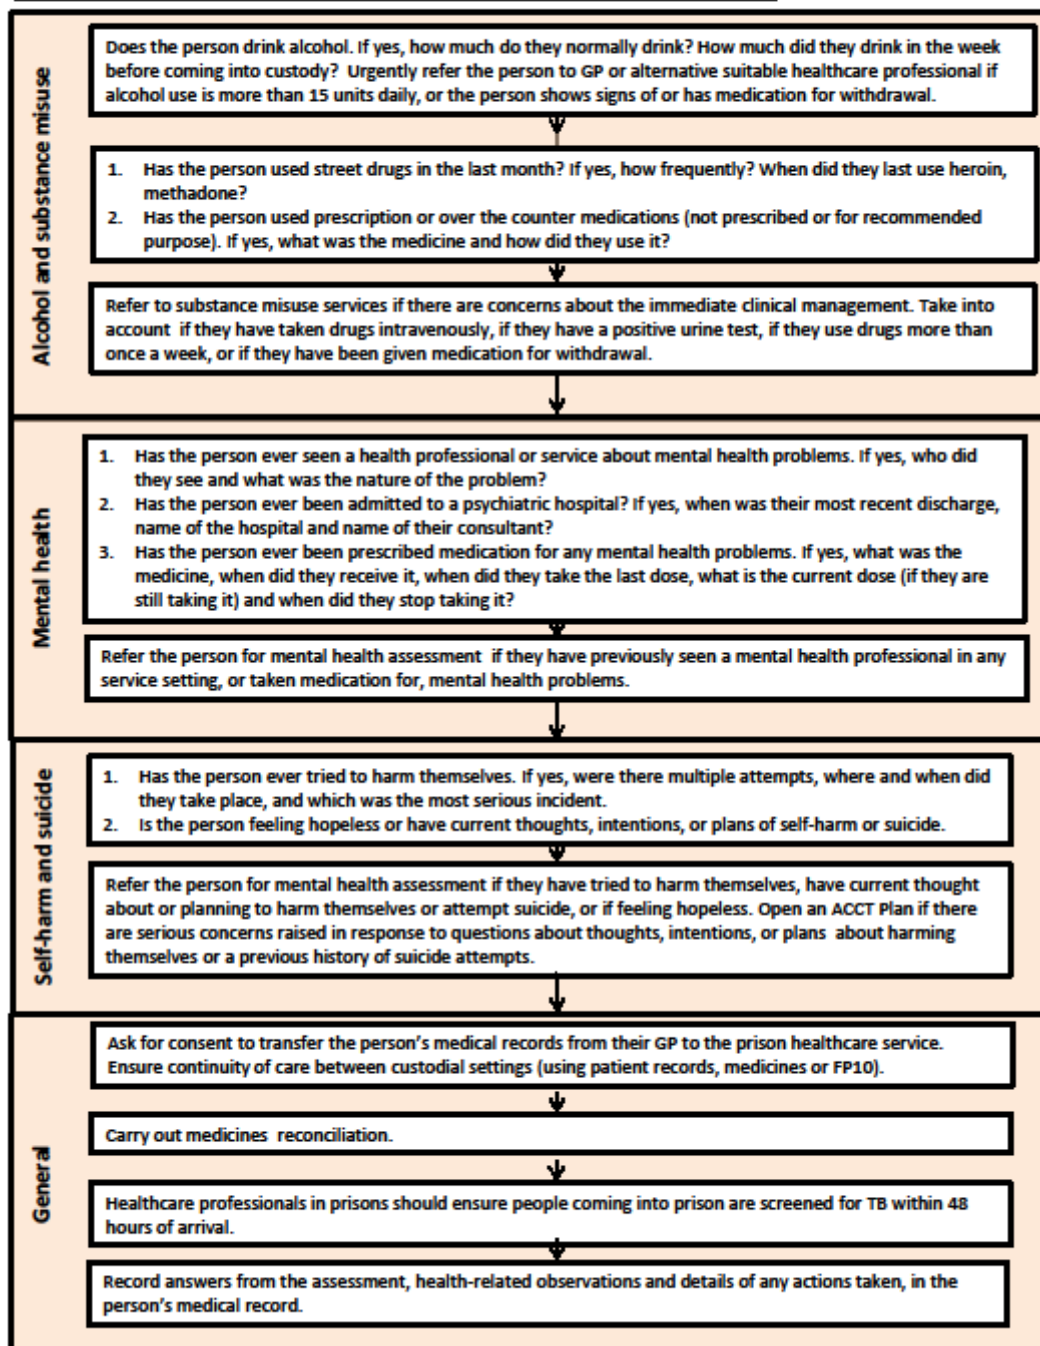 Alcohol and substance misuse
Does the person drink alcohol. If yes, how much do they normally drink? How much did they drink in the week
before coming into custody?  Urgently refer the person to GP or alternative suitable healthcare professional if
alcohol use is more than 15 units daily, or the person shows signs of or has medication for withdrawal.
1. Has the person used street drugs in the last month? If yes, how frequently? When did they last use heroin,
methadone?
2. Has the person used prescription or over the counter medications (not prescribed or for recommended
purpose). If yes, what was the medicine and how did they use it?
Refer to substance misuse services if there are concerns about the immediate clinical management. Take into
account  if they have taken drugs intravenously, if they have a positive urine test, if they use drugs more than
once a week, or if they have been given medication for withdrawal.
Mental health
1. Has the person ever seen a health professional or service about mental health problems. If yes, who did
they see and what was the nature of the problem?
2. Has the person ever been admitted to a psychiatric hospital? If yes, when was their most recent discharge,
name of the hospital and name of their consultant?
3. Has the person ever been prescribed medication for any mental health problems. If yes, what was the
medicine, when did they receive it, when did they take the last dose, what is the current dose (if they are
still taking it) and when did they stop taking it?
Refer the person for mental health assessment  if they have previously seen a mental health professional in any
service setting, or taken medication for, mental health problems.
Self-harm and suicide
1. Has the person ever tried to harm themselves. If yes, were there multiple attempts, where and when did
they take place, and which was the most serious incident.
2. Is the person feeling hopeless or have current thoughts, intentions, or plans of self-harm or suicide.
Refer the person for mental health assessment if they have tried to harm themselves, have current thought
about or planning to harm themselves or attempt suicide, or if feeling hopeless. Open an ACCT Plan if there
are serious concerns raised in response to questions about thoughts, intentions, or plans  about harming
themselves or a previous history of suicide attempts.
General
Ask for consent to transfer the person's medical records from their GP to the prison healthcare service.
Ensure continuity of care between custodial settings (using patient records, medicines or FP10).
Carry out medicines  reconciliation.
Healthcare professionals in prisons should ensure people coming into prison are screened for TB within 48
hours of arrival.
Record answers from the assessment, health-related observations and details of any actions taken, in the
person's medical record.